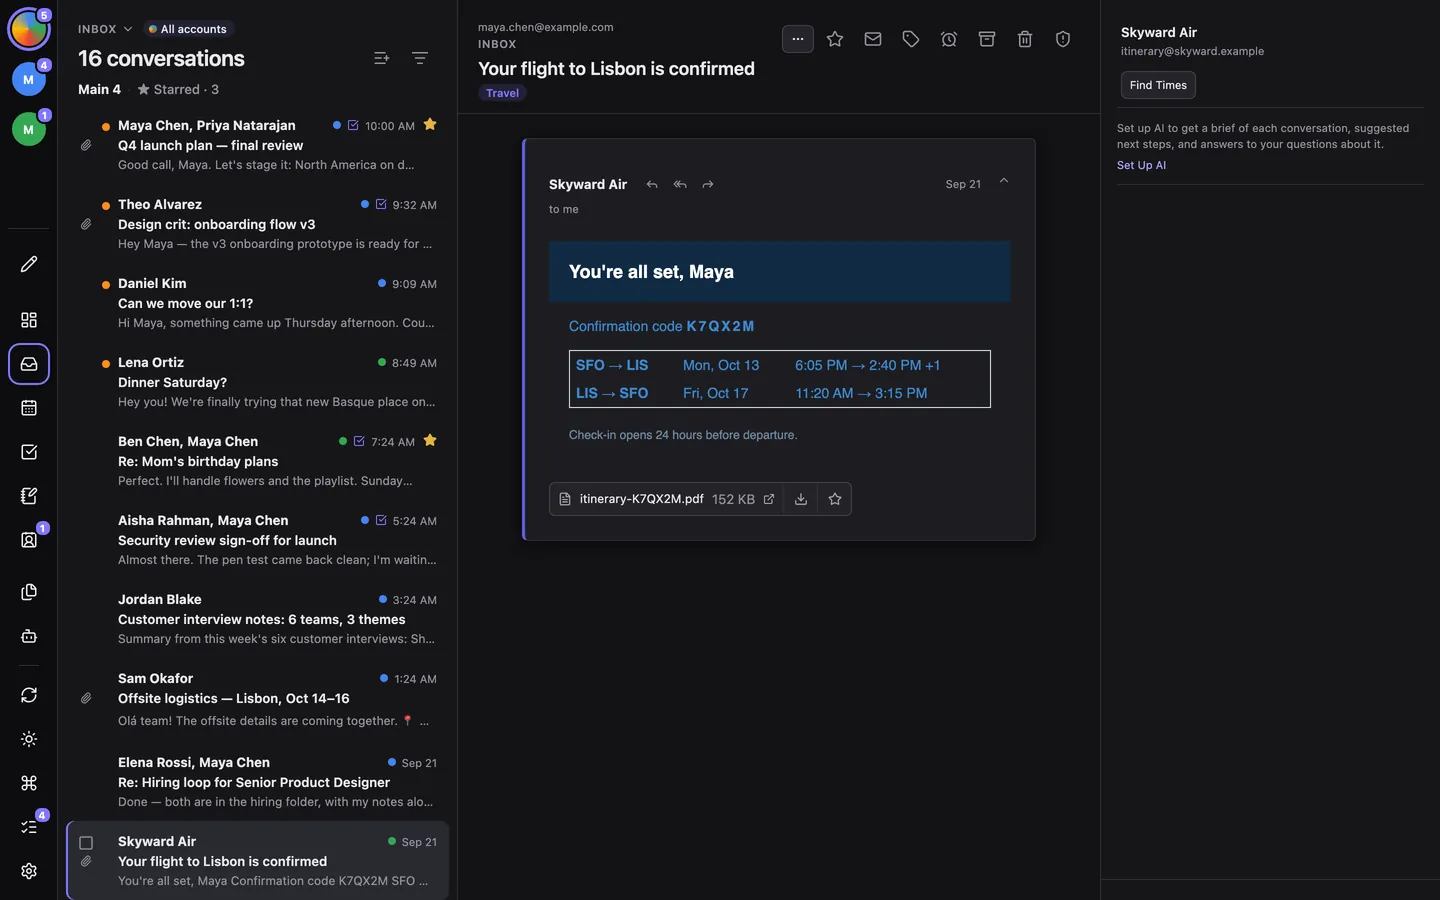 5
M
4
M
1
1
4
INBOX
All accounts
16 conversations
Main 4 · Starred · 3
Maya Chen, Priya Natarajan 10:00 AM
Q4 launch plan — final review
Good call, Maya. Let's stage it: North America on d...
Theo Alvarez 9:32 AM
Design crit: onboarding flow v3
Hey Maya — the v3 onboarding prototype is ready for ...
Daniel Kim 9:09 AM
Can we move our 1:1?
Hi Maya, something came up Thursday afternoon. Cou...
Lena Ortiz 8:49 AM
Dinner Saturday?
Hey you! We're finally trying that new Basque place on...
Ben Chen, Maya Chen 7:24 AM
Re: Mom's birthday plans
Perfect. I'll handle flowers and the playlist. Sunday...
Aisha Rahman, Maya Chen 5:24 AM
Security review sign-off for launch
Almost there. The pen test came back clean; I'm waitin...
Jordan Blake 3:24 AM
Customer interview notes: 6 teams, 3 themes
Summary from this week's six customer interviews: Sh...
Sam Okafor 1:24 AM
Offsite logistics — Lisbon, Oct 14–16
Olá team! The offsite details are coming together. 📍 ...
Elena Rossi, Maya Chen Sep 21
Re: Hiring loop for Senior Product Designer
Done — both are in the hiring folder, with my notes alo...
Skyward Air Sep 21
Your flight to Lisbon is confirmed
You're all set, Maya Confirmation code K7QX2M SFO ...
maya.chen@example.com
INBOX
Your flight to Lisbon is confirmed
Travel
Skyward Air Sep 21
to me
You're all set, Maya
Confirmation code K7QX2M
SFO → LIS Mon, Oct 13 6:05 PM → 2:40 PM +1
LIS → SFO Fri, Oct 17 11:20 AM → 3:15 PM
Check-in opens 24 hours before departure.
itinerary-K7QX2M.pdf 152 KB
Skyward Air
itinerary@skyward.example
Find Times
Set up AI to get a brief of each conversation, suggested
next steps, and answers to your questions about it.
Set Up AI